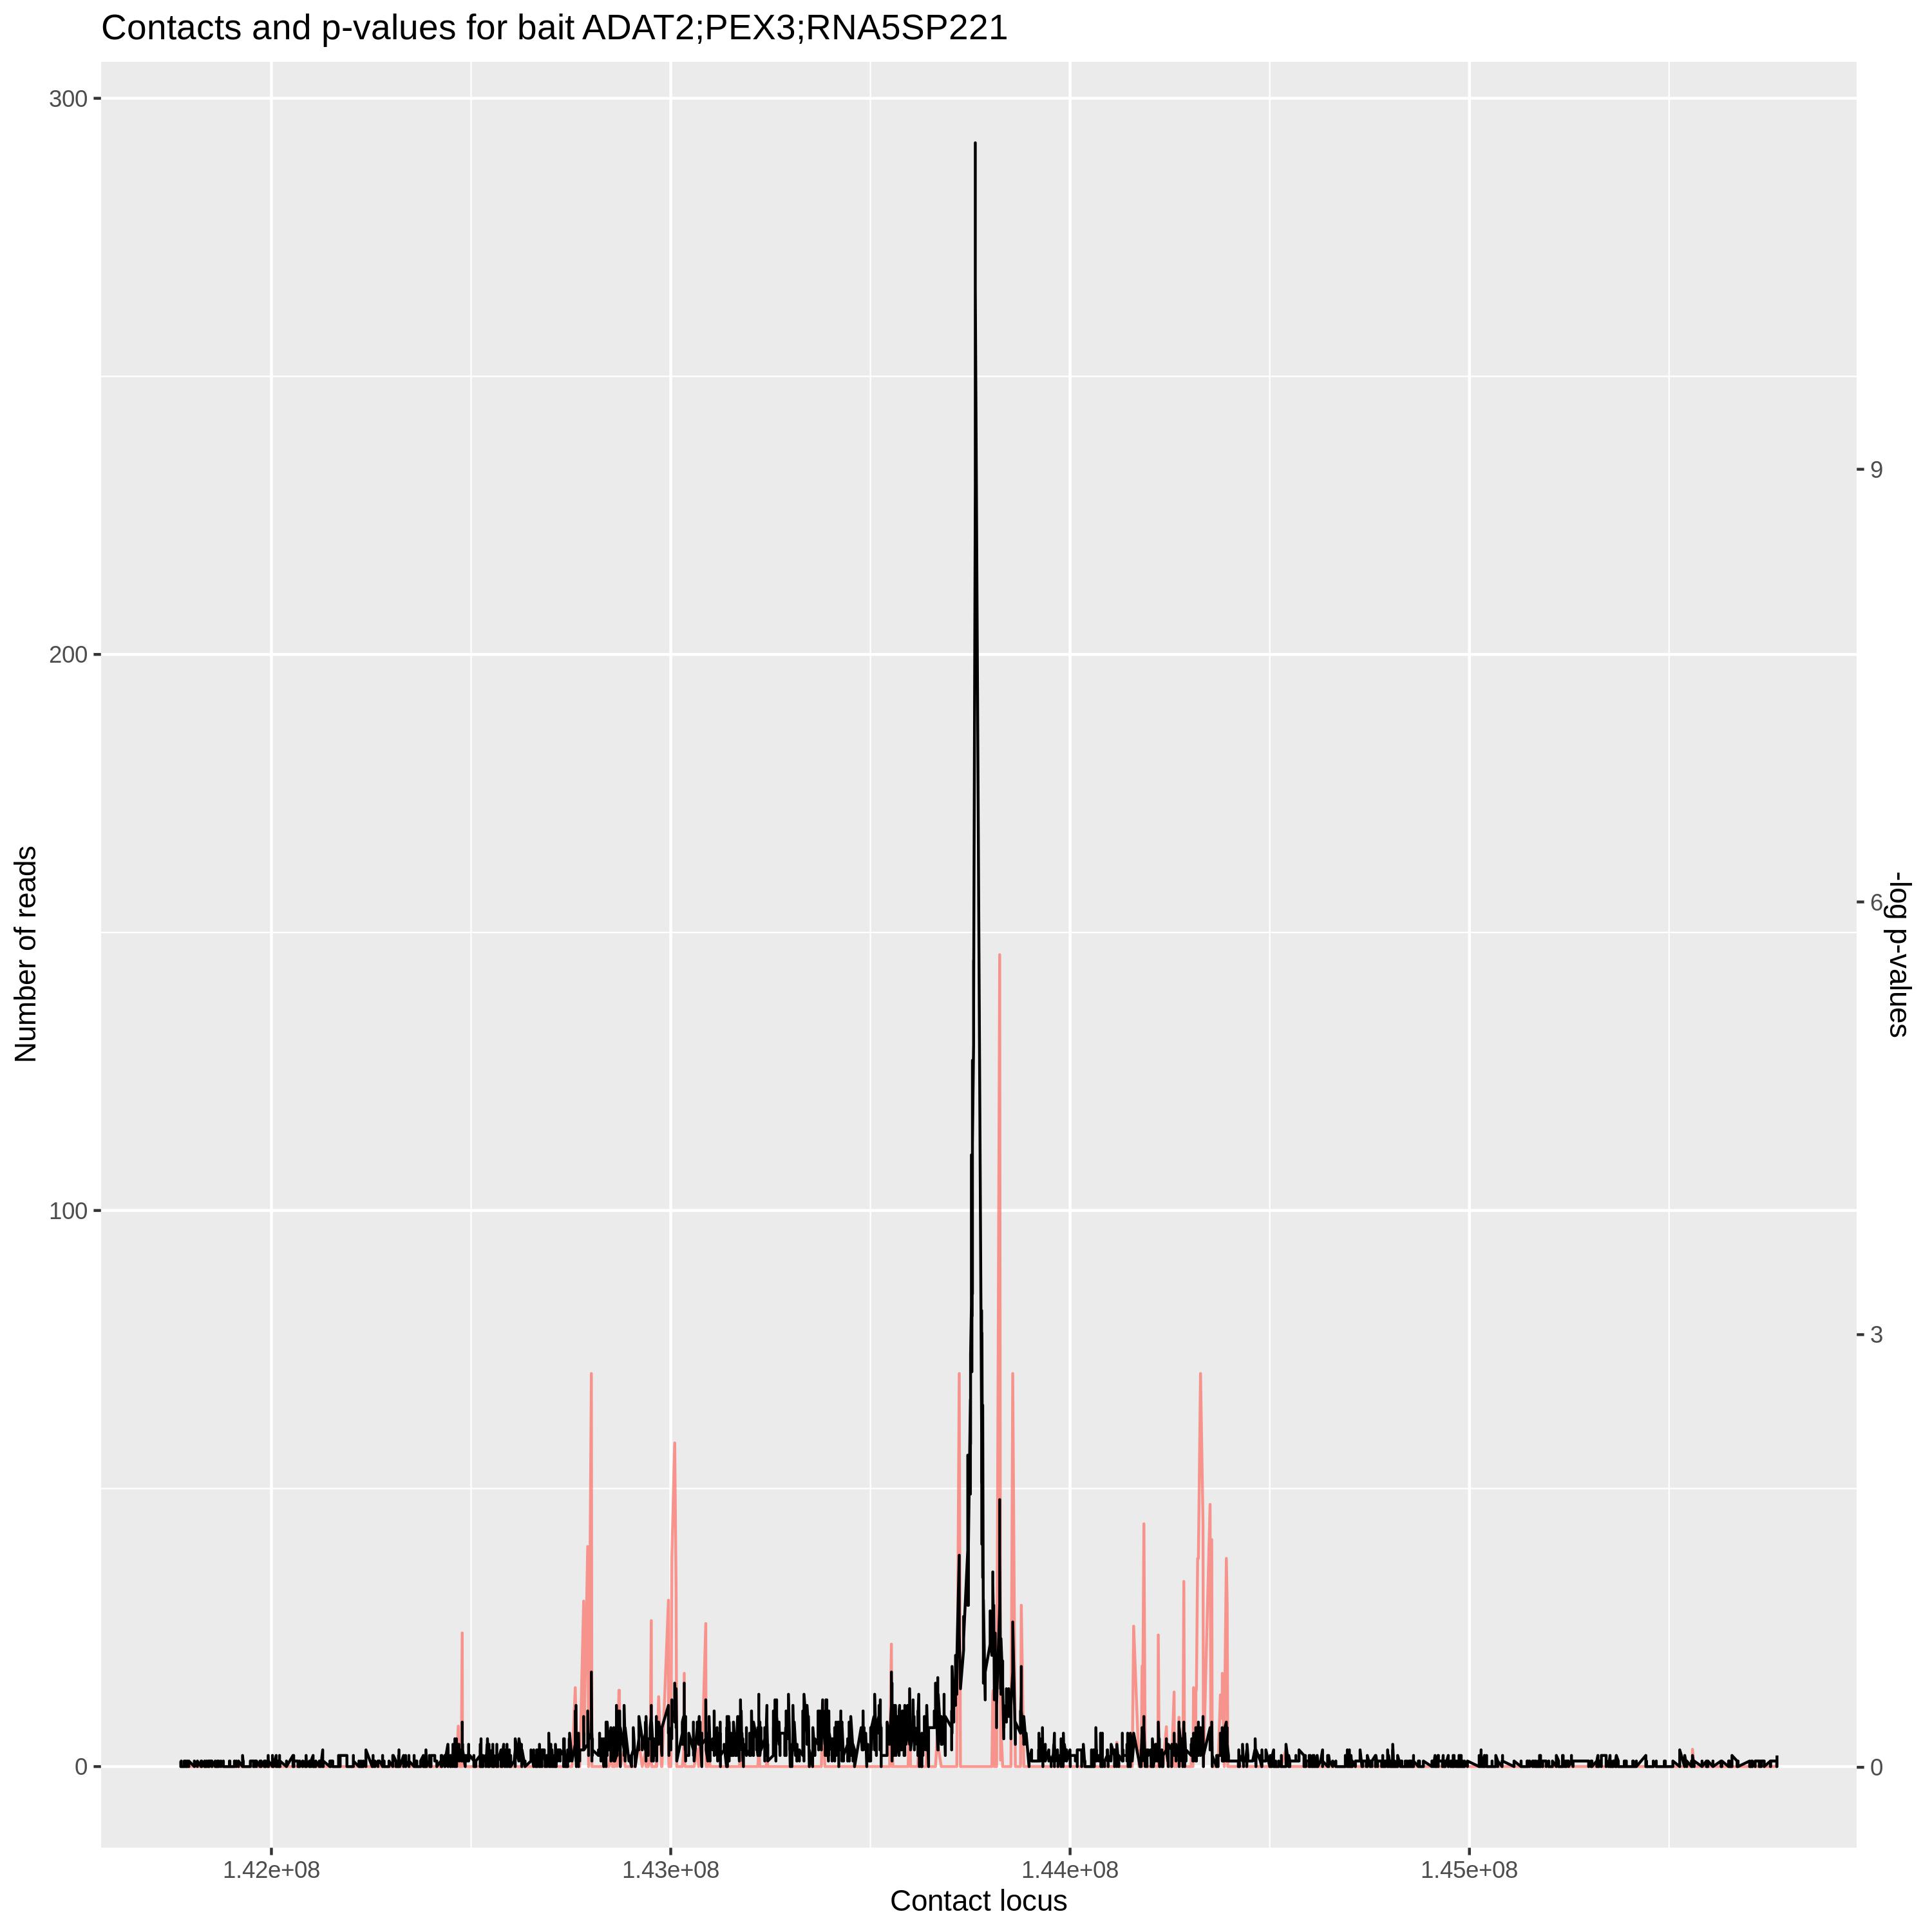 Contacts and p-values for bait ADAT2;PEX3;RNA5SP221
300
200
100
0
Number of reads
9
6
3
0
-log p-values
1.42e+08 1.43e+08 1.44e+08 1.45e+08
Contact locus